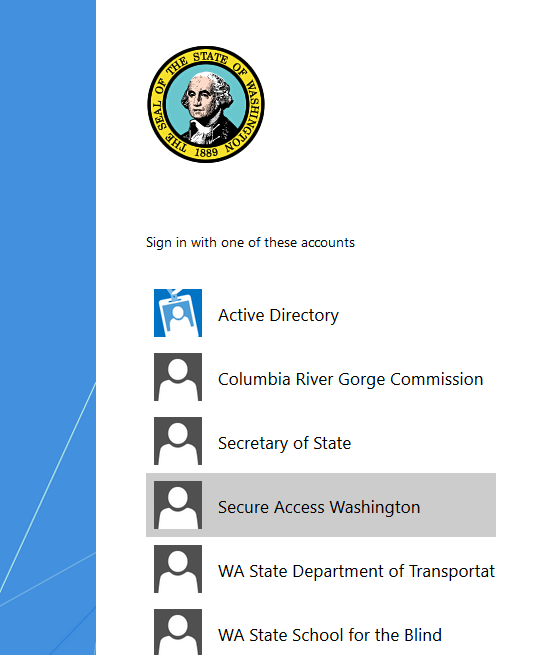 THE SEAL OF THE STATE OF WASHINGTON
1889
Sign in with one of these accounts
Active Directory
Columbia River Gorge Commission
Secretary of State
Secure Access Washington
WA State Department of Transportat
WA State School for the Blind